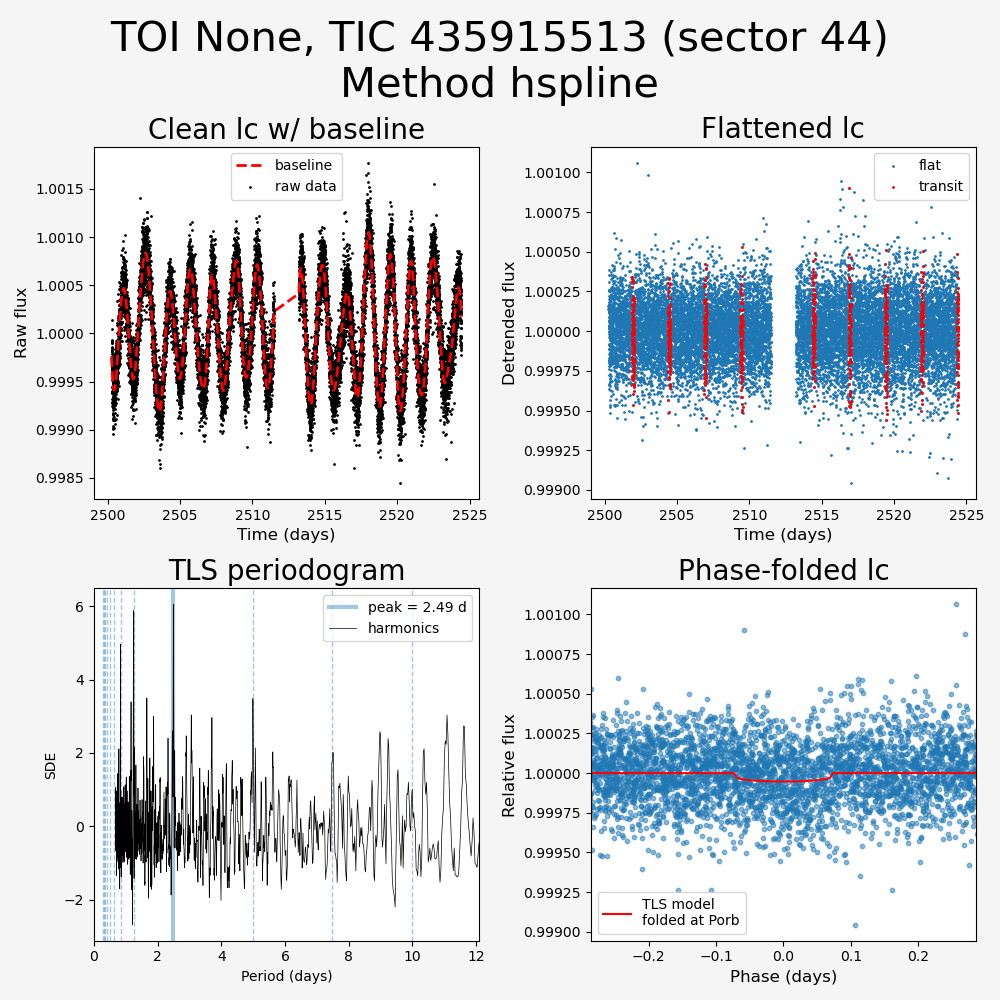 TOI None, TIC 435915513 (sector 44)
Method hspline
Clean lc w/ baseline
baseline
raw data
1.0015
1.0010
1.0005
1.0000
0.9995
0.9990
0.9985
Raw flux
2500 2505 2510 2515 2520 2525
Time (days)
Flattened lc
flat
transit
1.00100
1.00075
1.00050
1.00025
1.00000
0.99975
0.99950
0.99925
0.99900
Detrended flux
2500 2505 2510 2515 2520 2525
Time (days)
TLS periodogram
peak = 2.49 d
harmonics
6
4
2
0
−2
SDE
0 2 4 6 8 10 12
Period (days)
Phase-folded lc
1.00100
1.00075
1.00050
1.00025
1.00000
0.99975
0.99950
0.99925
0.99900
Relative flux
TLS model
folded at Porb
−0.2 −0.1 0.0 0.1 0.2
Phase (days)